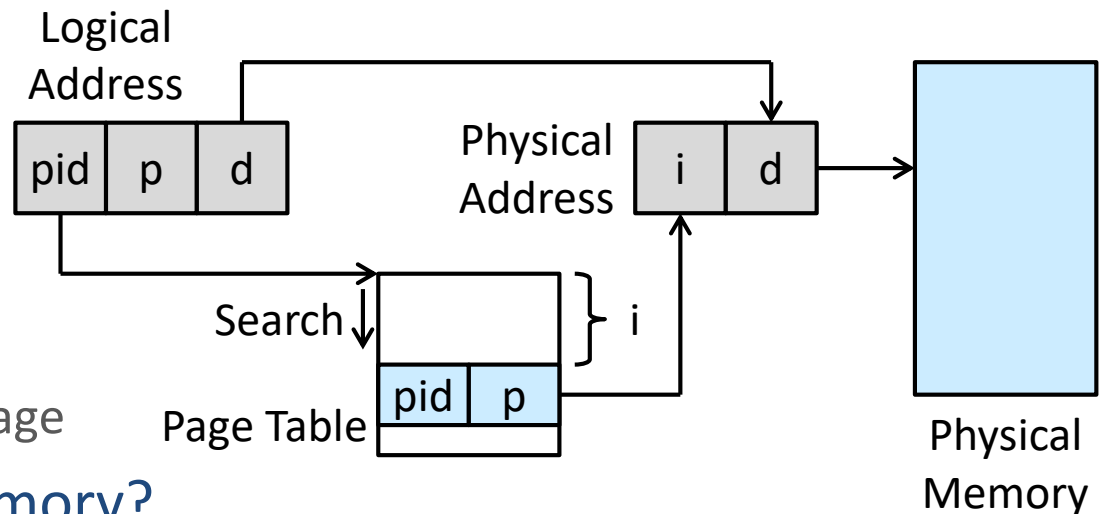 Logical
Address
pid p d
Physical
Address
i d
Search
i
pid p
Page Table
Physical
Memory